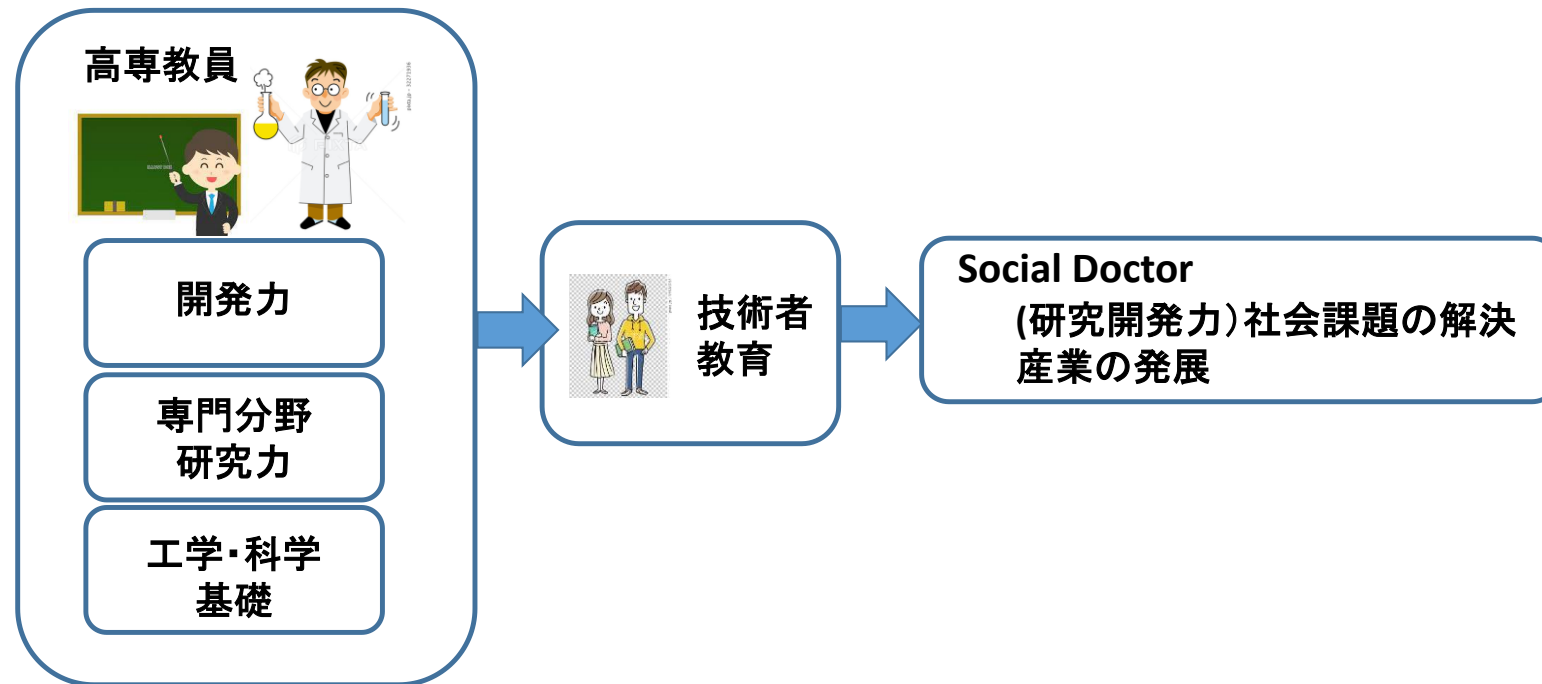 高専教員
開発力
専門分野
研究力
工学・科学
基礎
技術者
教育
Social Doctor
(研究開発力）社会課題の解決
産業の発展